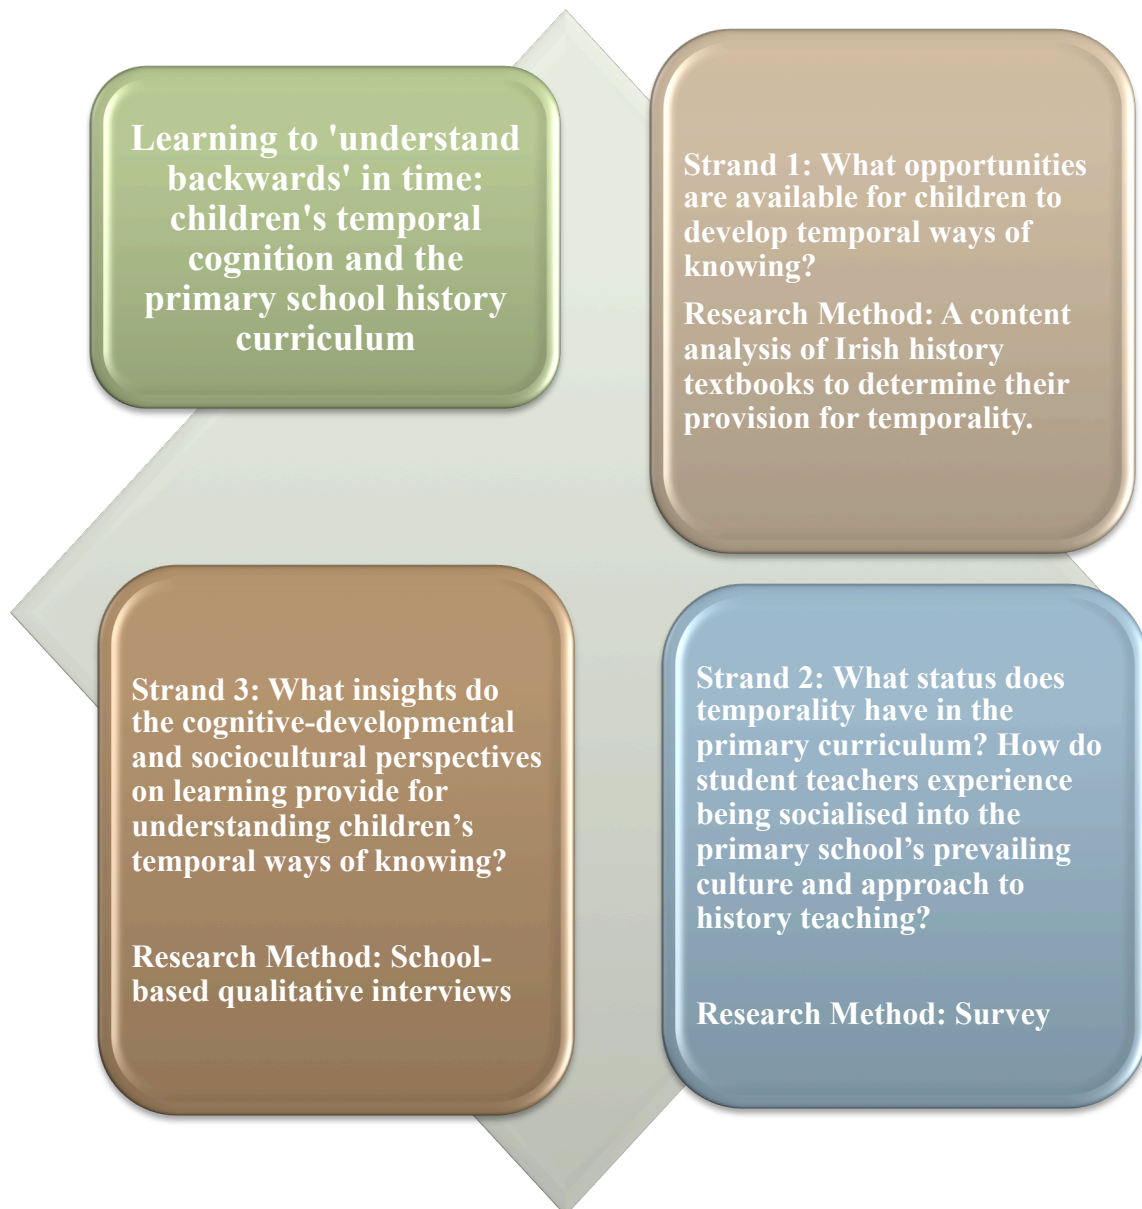 Learning to 'understand
backwards' in time:
children's temporal
cognition and the
primary school history
curriculum
Strand 1: What opportunities
are available for children to
develop temporal ways of
knowing?
Research Method: A content
analysis of Irish history
textbooks to determine their
provision for temporality.
Strand 3: What insights do
the cognitive-developmental
and sociocultural perspectives
on learning provide for
understanding children’s
temporal ways of knowing?
Research Method: School-
based qualitative interviews
Strand 2: What status does
temporality have in the
primary curriculum? How do
student teachers experience
being socialised into the
primary school’s prevailing
culture and approach to
history teaching?
Research Method: Survey